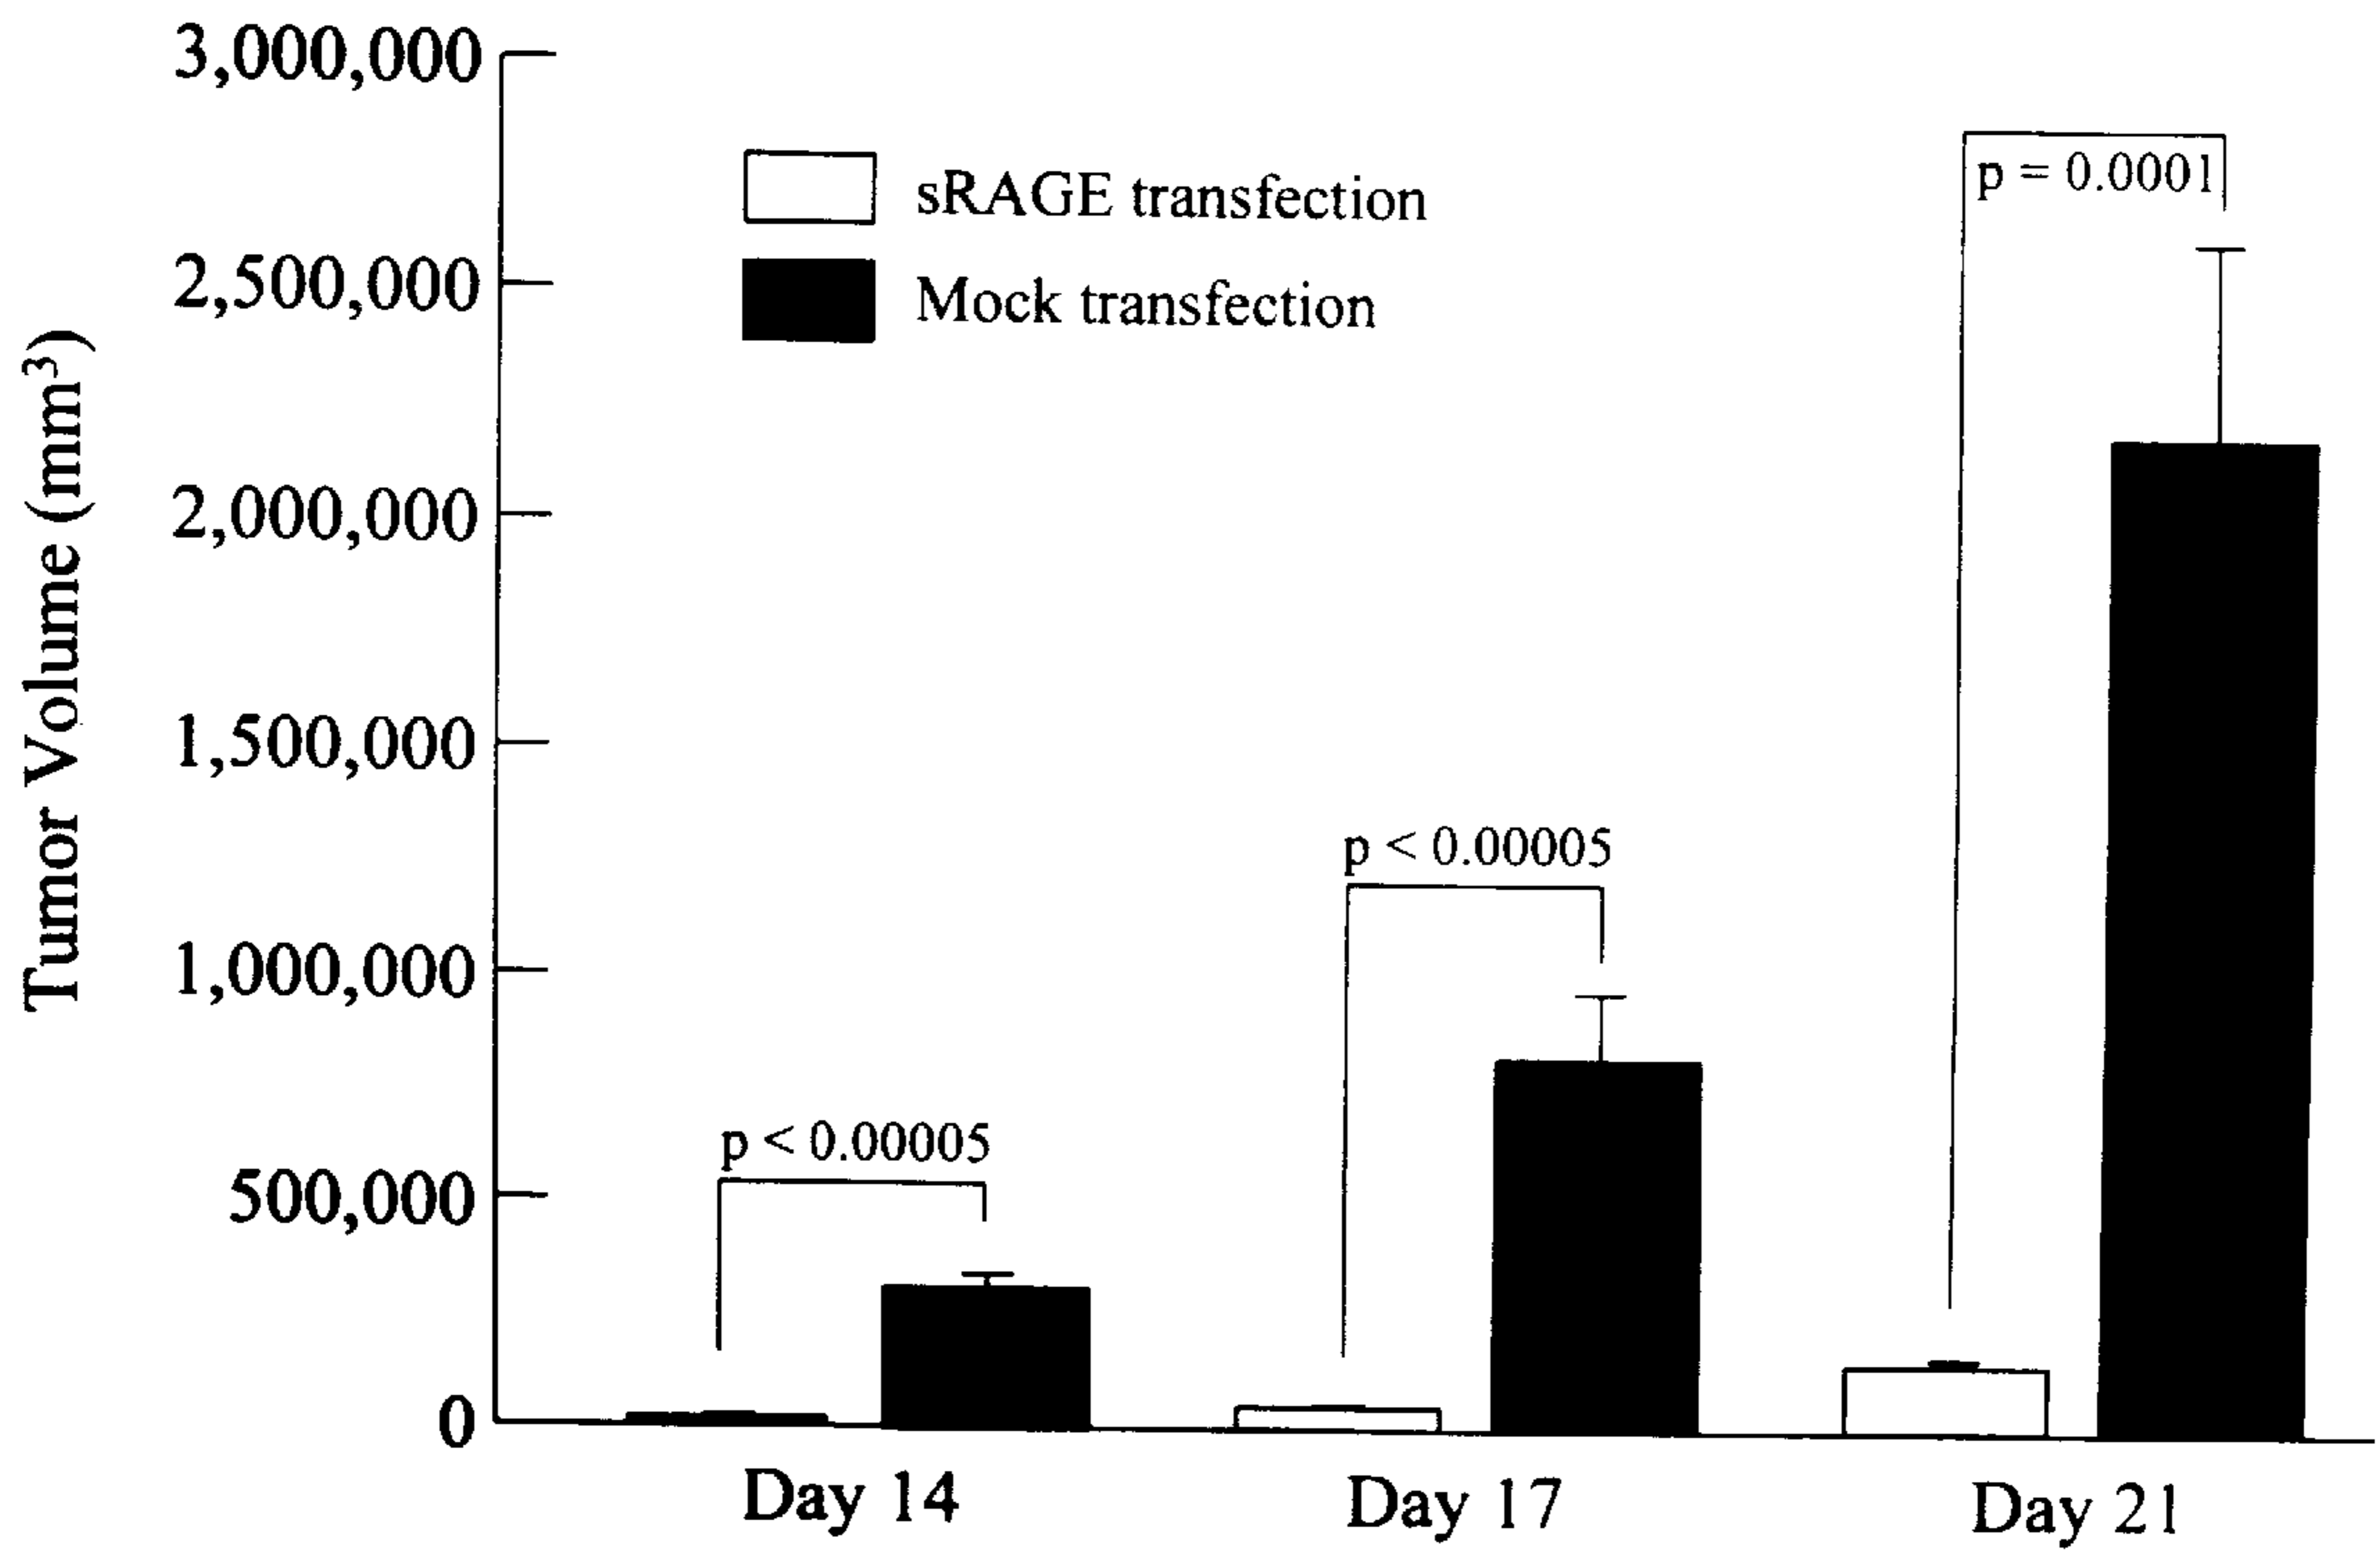 Tumor Volume (mm³)
3,000,000
2,500,000
2,000,000
1,500,000
1,000,000
500,000
0
sRAGE transfection
Mock transfection
p < 0.00005
p < 0.00005
p = 0.0001
Day 14
Day 17
Day 21